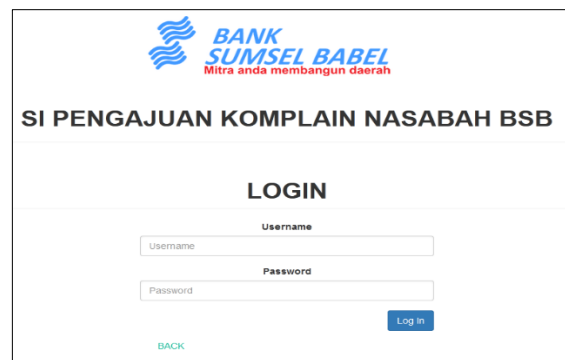 BANK
SUMSEL BABEL
Mitra anda membangun daerah
SI PENGAJUAN KOMPLAIN NASABAH BSB
LOGIN
Username
Username
Password
Password
Log In
BACK